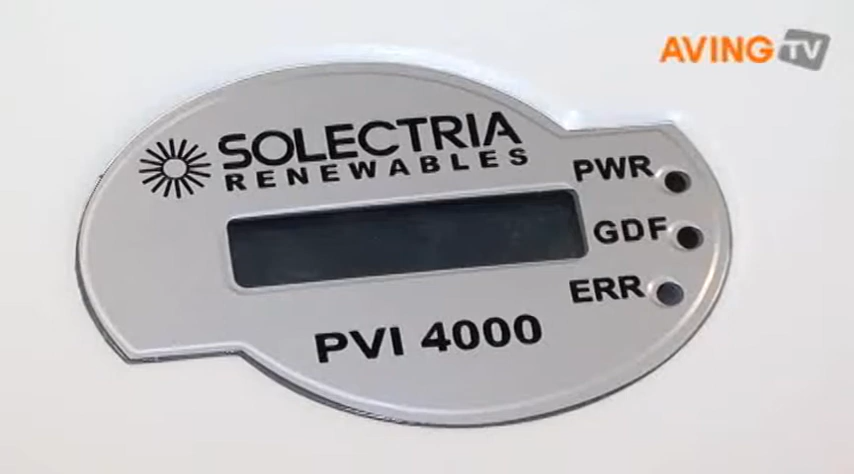 AVING TV
SOLECTRIA
RENEWABLES
PWR
GDF
ERR
PVI 4000